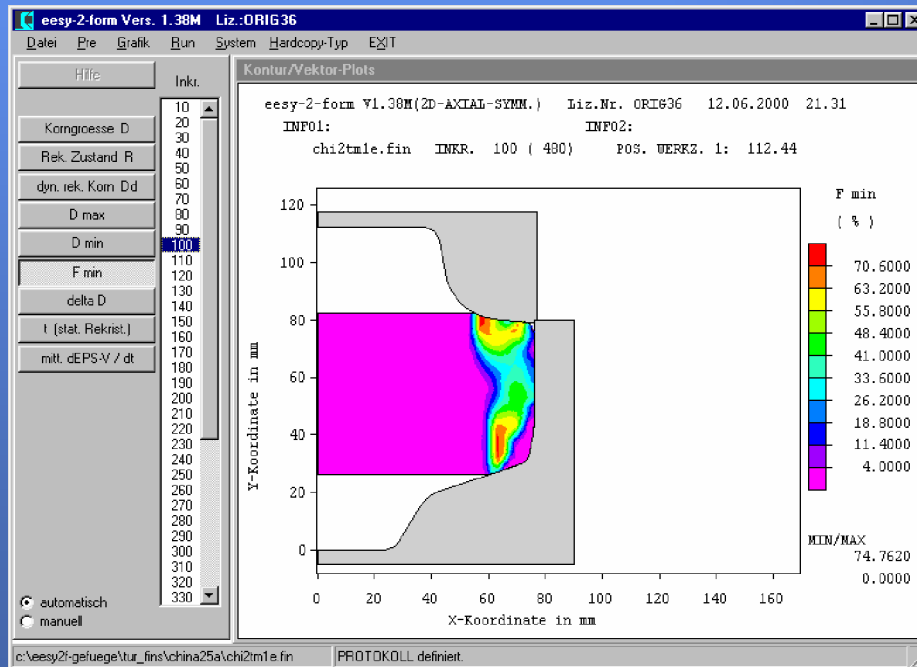 eesy-2-form Vers. 1.38M Liz.:ORIG36
Datei Pre Grafik Run System Hardcopy-Typ EXIT
Hilfe
Korngroesse D
Rek. Zustand R
dyn. rek. Korn Dd
D max
D min
F min
delta D
t (stat. Rekrist.)
mitt. dEPS-V / dt
automatisch
manuell
Inkr.
10
20
30
40
50
60
70
80
90
100
110
120
130
140
150
160
170
180
190
200
210
220
230
240
250
260
270
280
290
300
310
320
330
Kontur/Vektor-Plots
eesy-2-form V1.38M(2D-AXIAL-SYMM.) Liz.Nr. ORIG36 12.06.2000 21.31
INFO1: INFO2:
chi2tm1e.fin INKR. 100 ( 480) POS. WERKZ. 1: 112.44
120
100
80
60
40
20
0
Y-Koordinate in mm
0 20 40 60 80 100 120 140 160
X-Koordinate in mm
F min
( % )
70.6000
63.2000
55.8000
48.4000
41.0000
33.6000
26.2000
18.8000
11.4000
4.0000
MIN/MAX
74.7620
0.0000
c:\eesy2f-gefuege\tur_fins\china25a\chi2tm1e.fin PROTOKOLL definiert.